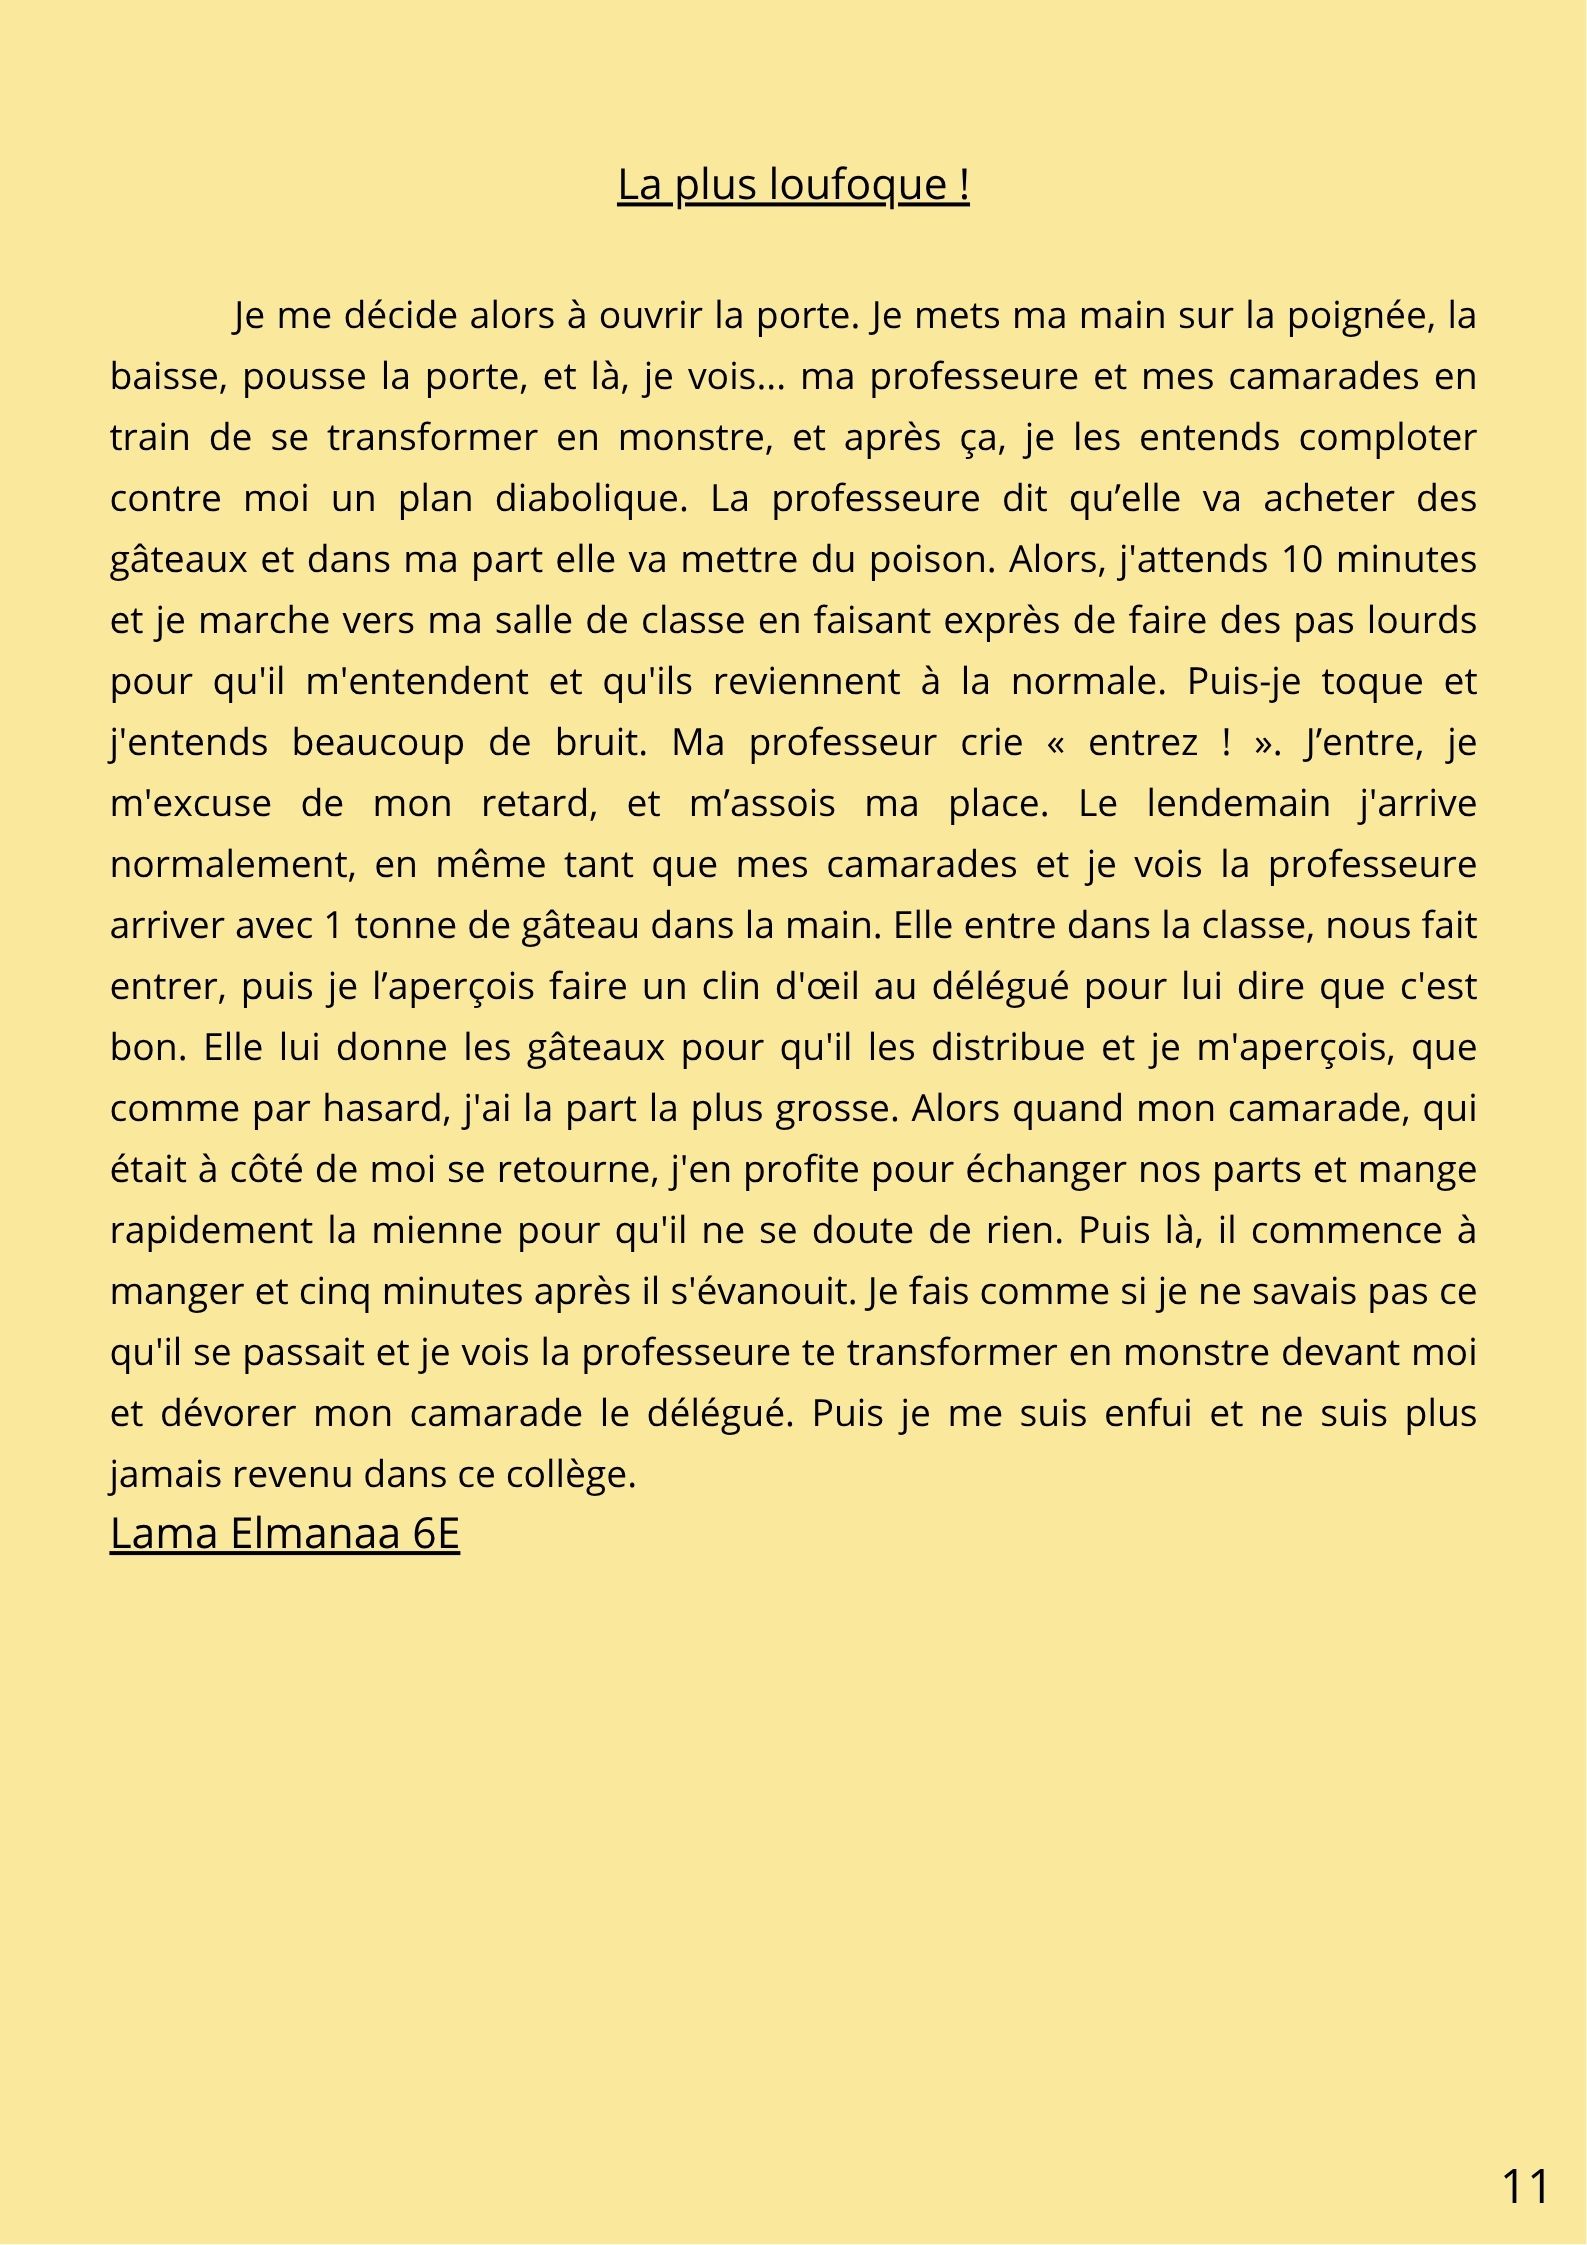 La plus loufoque !
Je me décide alors à ouvrir la porte. Je mets ma main sur la poignée, la
baisse, pousse la porte, et là, je vois... ma professeure et mes camarades en
train de se transformer en monstre, et après ça, je les entends comploter
contre moi un plan diabolique. La professeure dit qu’elle va acheter des
gâteaux et dans ma part elle va mettre du poison. Alors, j'attends 10 minutes
et je marche vers ma salle de classe en faisant exprès de faire des pas lourds
pour qu'il m'entendent et qu'ils reviennent à la normale. Puis-je toque et
j'entends beaucoup de bruit. Ma professeur crie « entrez ! ». J’entre, je
m'excuse de mon retard, et m’assois ma place. Le lendemain j'arrive
normalement, en même tant que mes camarades et je vois la professeure
arriver avec 1 tonne de gâteau dans la main. Elle entre dans la classe, nous fait
entrer, puis je l’aperçois faire un clin d'œil au délégué pour lui dire que c'est
bon. Elle lui donne les gâteaux pour qu'il les distribue et je m'aperçois, que
comme par hasard, j'ai la part la plus grosse. Alors quand mon camarade, qui
était à côté de moi se retourne, j'en profite pour échanger nos parts et mange
rapidement la mienne pour qu'il ne se doute de rien. Puis là, il commence à
manger et cinq minutes après il s'évanouit. Je fais comme si je ne savais pas ce
qu'il se passait et je vois la professeure te transformer en monstre devant moi
et dévorer mon camarade le délégué. Puis je me suis enfui et ne suis plus
jamais revenu dans ce collège.
Lama Elmanaa 6E
11